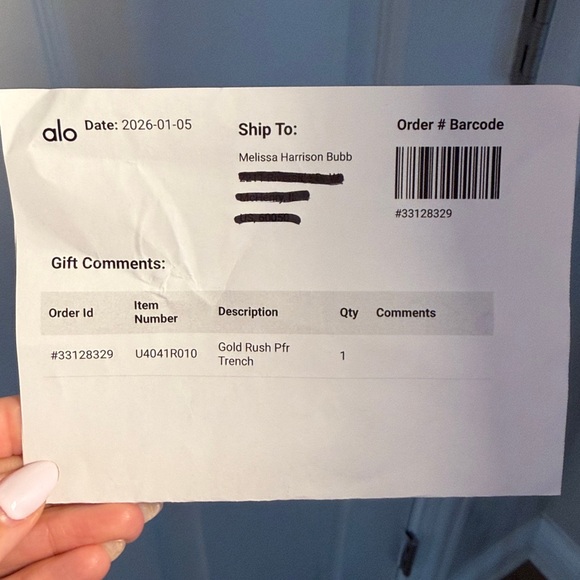 alo
Date: 2026-01-05
Ship To:
Melissa Harrison Bubb
Order # Barcode
#33128329
Gift Comments:
Order Id Item Number Description Qty Comments
#33128329 U4041R010 Gold Rush Pfr Trench 1